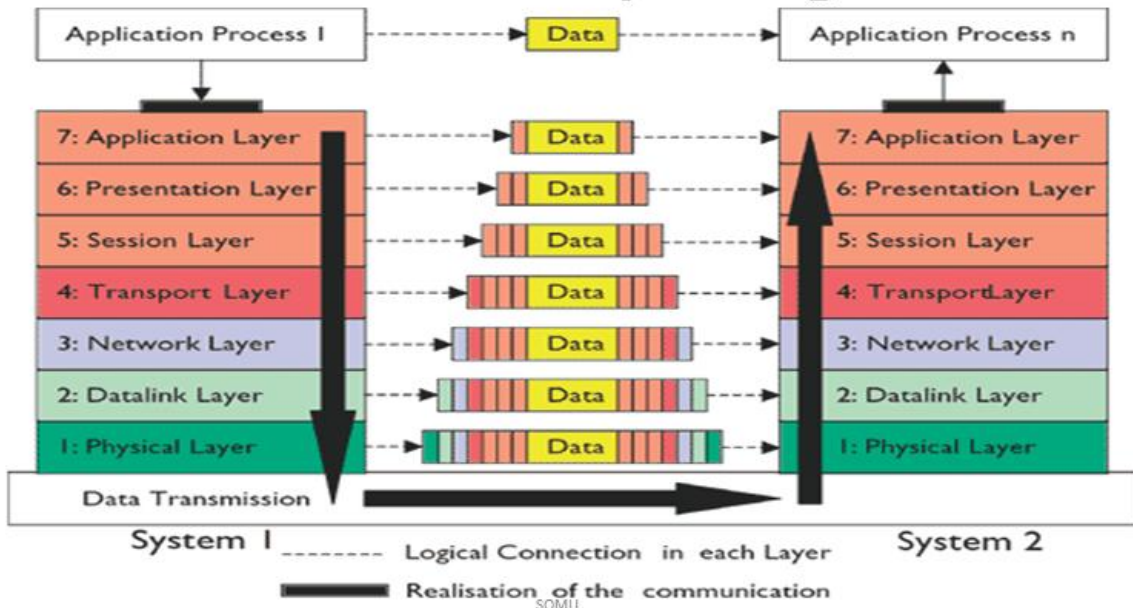 Application Process 1
Data
Application Process n
7: Application Layer
Data
7: Application Layer
6: Presentation Layer
Data
6: Presentation Layer
5: Session Layer
Data
5: Session Layer
4: Transport Layer
Data
4: TransportLayer
3: Network Layer
Data
3: Network Layer
2: Datalink Layer
Data
2: Datalink Layer
1: Physical Layer
Data
1: Physical Layer
Data Transmission
System 1
System 2
Logical Connection in each Layer
Realisation of the communication
SOMU